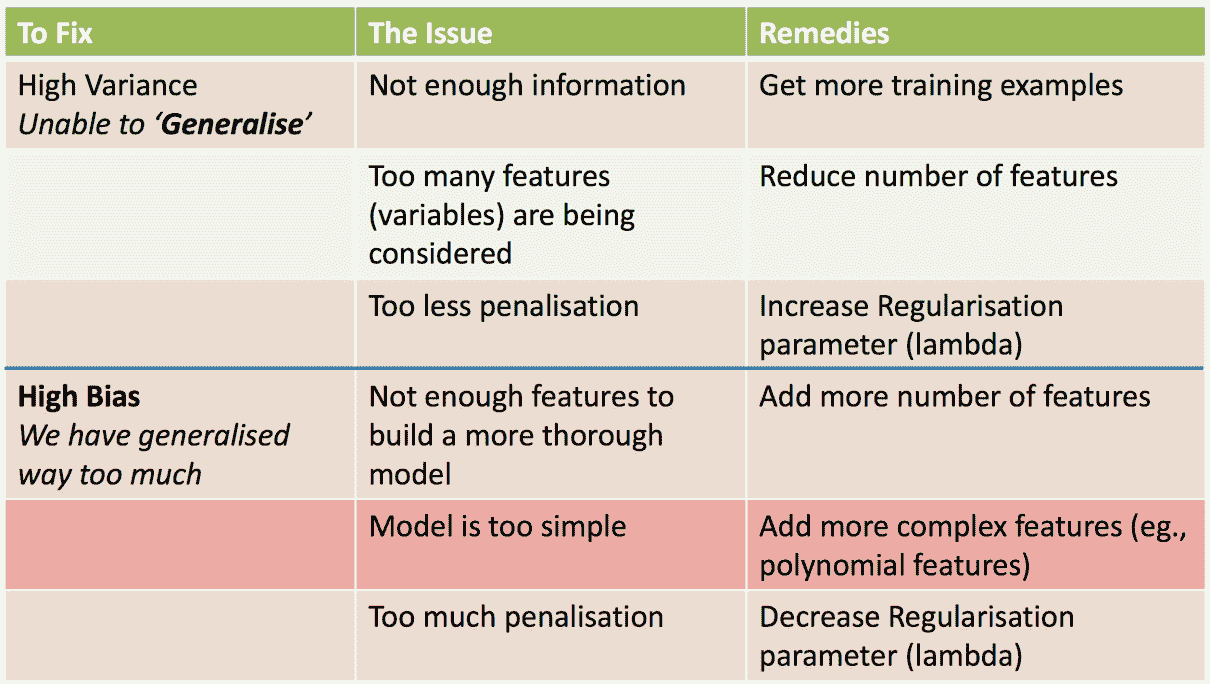 To Fix
The Issue
Remedies
High Variance
Unable to ‘Generalise’
Not enough information
Get more training examples
Too many features
(variables) are being
considered
Reduce number of features
Too less penalisation
Increase Regularisation
parameter (lambda)
High Bias
We have generalised
way too much
Not enough features to
build a more thorough
model
Add more number of features
Model is too simple
Add more complex features (eg.,
polynomial features)
Too much penalisation
Decrease Regularisation
parameter (lambda)